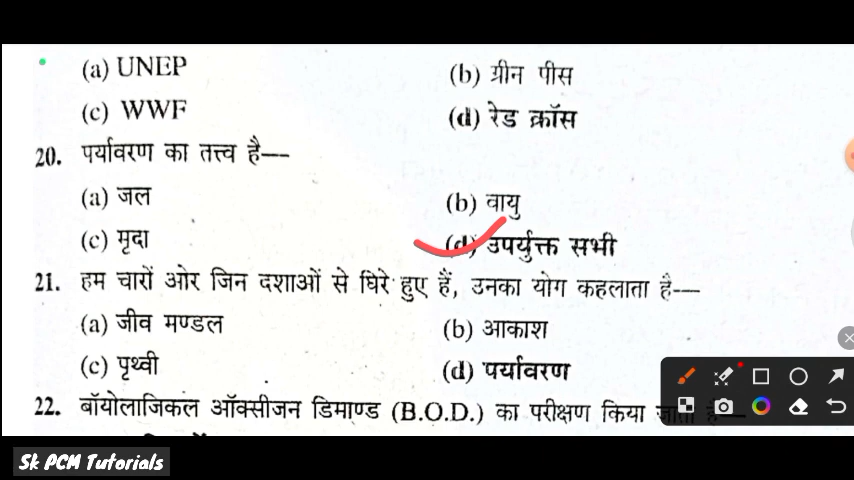 (a) UNEP (b) ग्रीन पीस
(c) WWF (d) रेड क्रॉस
20. पर्यावरण का तत्त्व है—
(a) जल (b) वायु
(c) मृदा (d) उपर्युक्त सभी
21. हम चारों ओर जिन दशाओं से घिरे हुए हैं, उनका योग कहलाता है—
(a) जीव मण्डल (b) आकाश
(c) पृथ्वी (d) पर्यावरण
22. बॉयोलाजिकल ऑक्सीजन डिमाण्ड (B.O.D.) का परीक्षण किया जाता है—
Sk PCM Tutorials